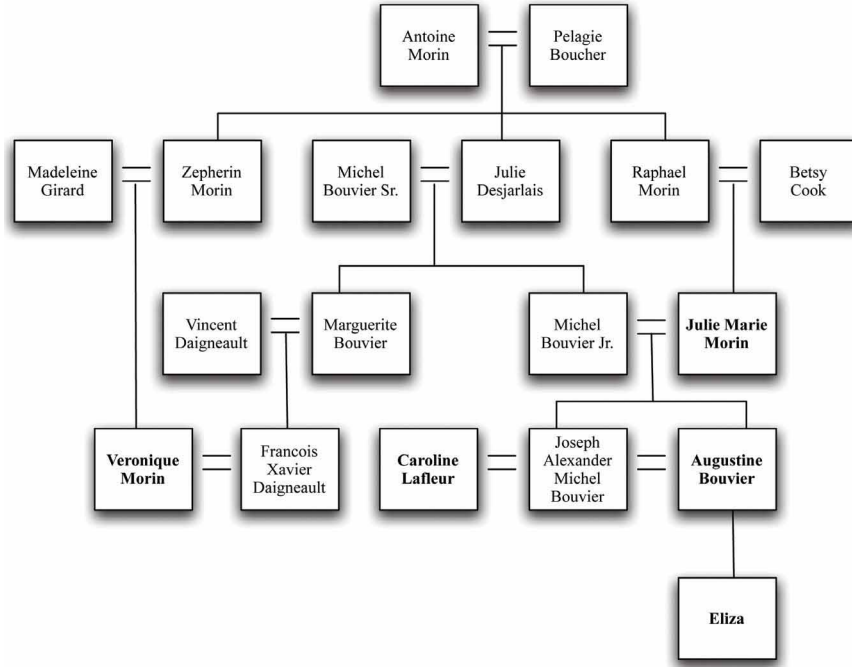 Antoine
Morin
Pelagie
Boucher
Madeleine
Girard
Zepherin
Morin
Michel
Bouvier Sr.
Julie
Desjarlais
Raphael
Morin
Betsy
Cook
Vincent
Daigneault
Marguerite
Bouvier
Michel
Bouvier Jr.
Julie Marie
Morin
Veronique
Morin
Francois
Xavier
Daigneault
Caroline
Lafleur
Joseph
Alexander
Michel
Bouvier
Augustine
Bouvier
Eliza